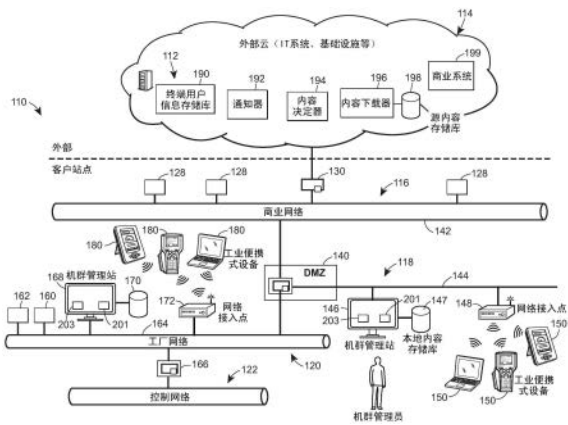 114
外部云（IT系统、基础设施等）
199
112
190
192
194
196
198
商业系统
终端用户
信息存储库
通知器
内容
决定器
内容下载器
源内容
存储库
110
外部
客户站点
128
128
130
116
128
商业网络
142
180
180
180
工业便携
式设备
140
DMZ
118
144
机群管理站
168
170
162
160
172
网络
接入点
203
201
164
146
201
147
203
148
网络接入点
150
工厂网络
机群管理站
本地内容
存储库
166
120
122
控制网络
150
150
工业便携
式设备
机群管理员